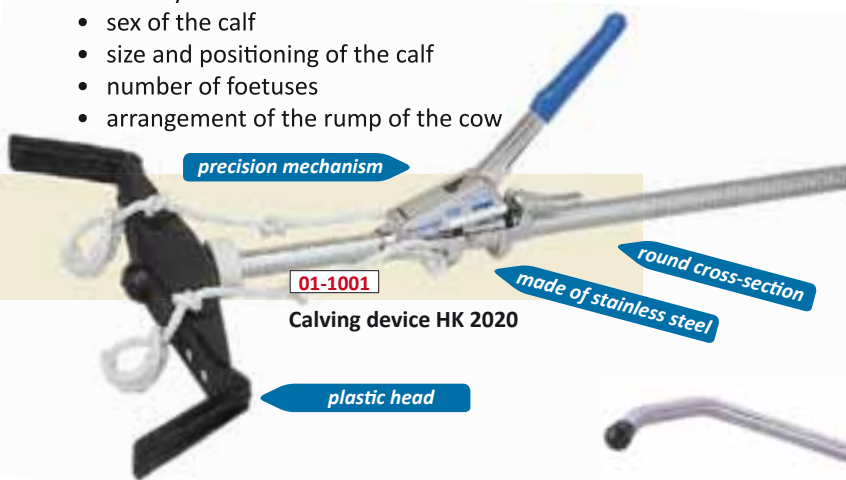 • sex of the calf
• size and positioning of the calf
• number of foetuses
• arrangement of the rump of the cow
precision mechanism
round cross-section
01-1001
made of stainless steel
Calving device HK 2020
plastic head